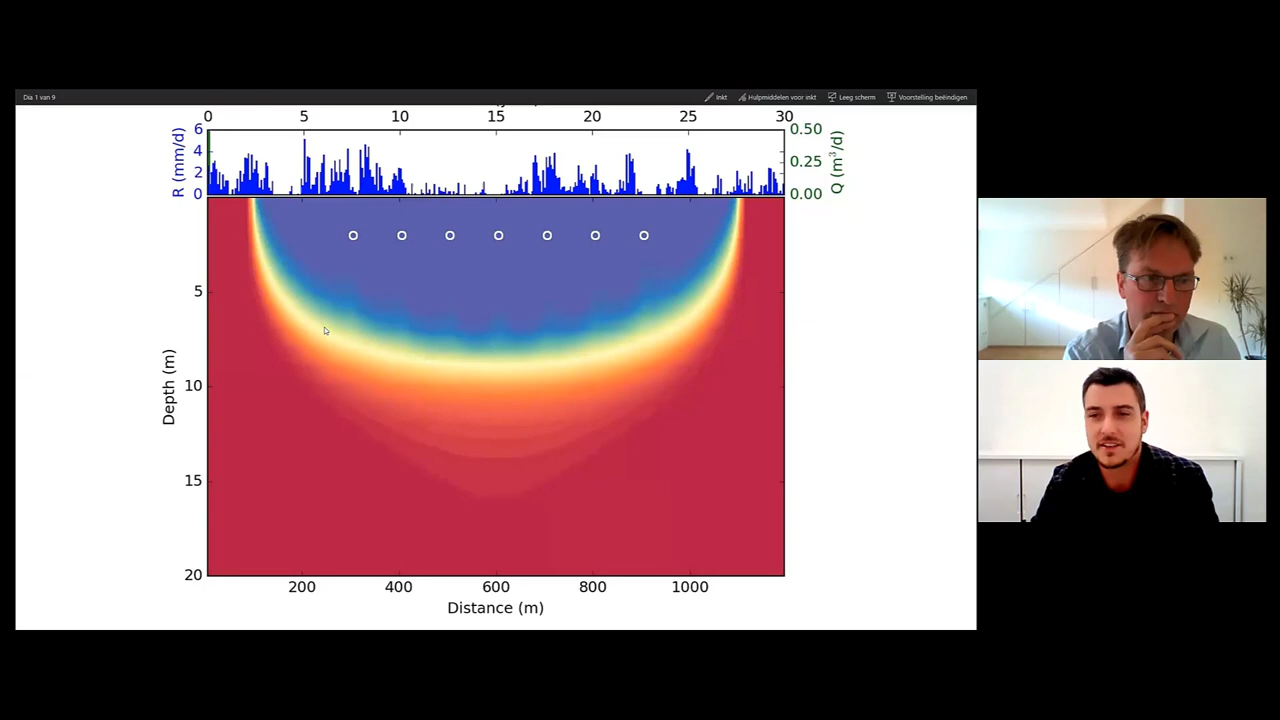 Dia 1 van 9
Inkt Hulpmiddelen voor inkt Leeg scherm Voorstelling beëindigen
0 5 10 15 20 25 30
R (mm/d)
6
4
2
0
0.50
0.25
0.00
Q (m³/d)
Depth (m)
5
10
15
20
200 400 600 800 1000
Distance (m)